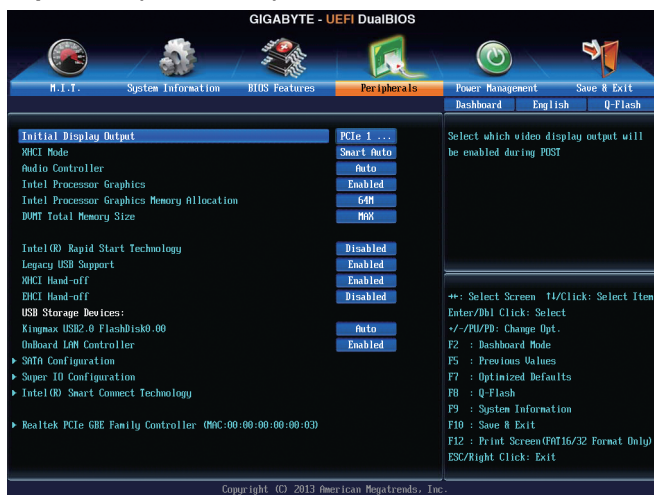 GIGABYTE - UEFI DualBIOS
M.I.T. System Information BIOS Features Peripherals Power Management Save & Exit
Dashboard English Q-Flash
Initial Display Output PCIe 1 ...
XHCI Mode Smart Auto
Audio Controller Auto
Intel Processor Graphics Enabled
Intel Processor Graphics Memory Allocation 64M
DVMT Total Memory Size MAX
Intel(R) Rapid Start Technology Disabled
Legacy USB Support Enabled
XHCI Hand-off Enabled
EHCI Hand-off Disabled
USB Storage Devices:
Kingmax USB2.0 FlashDisk0.00 Auto
OnBoard LAN Controller Enabled
SATA Configuration
Super IO Configuration
Intel(R) Smart Connect Technology
Realtek PCIe GBE Family Controller (MAC:00:00:00:00:00:03)
Select which video display output will
be enabled during POST
→←: Select Screen ↑↓/Click: Select Item
Enter/Dbl Click: Select
+/-/PU/PD: Change Opt.
F2 : Dashboard Mode
F5 : Previous Values
F7 : Optimized Defaults
F8 : Q-Flash
F9 : System Information
F10 : Save & Exit
F12 : Print Screen(FAT16/32 Format Only)
ESC/Right Click: Exit
Copyright (C) 2013 American Megatrends, Inc.